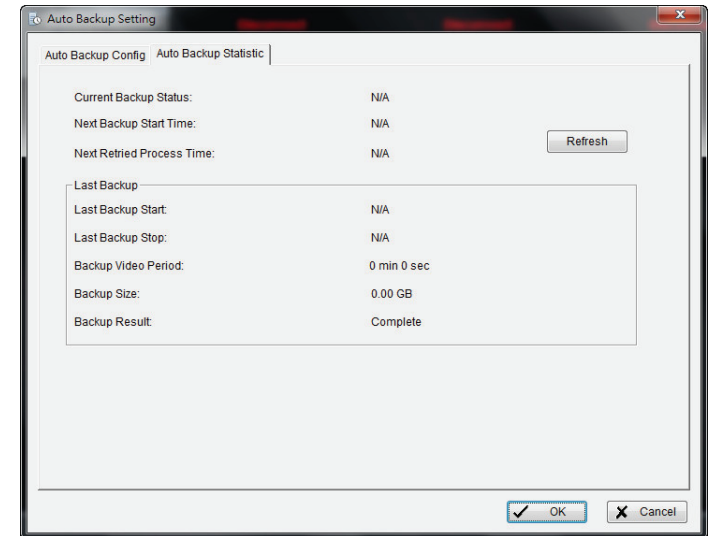 Auto Backup Setting
Disconnect Disconnect
Auto Backup Config Auto Backup Statistic
Current Backup Status: N/A
Next Backup Start Time: N/A
Refresh
Next Retried Process Time: N/A
Last Backup
Last Backup Start: N/A
Last Backup Stop: N/A
Backup Video Period: 0 min 0 sec
Backup Size: 0.00 GB
Backup Result: Complete
OK Cancel